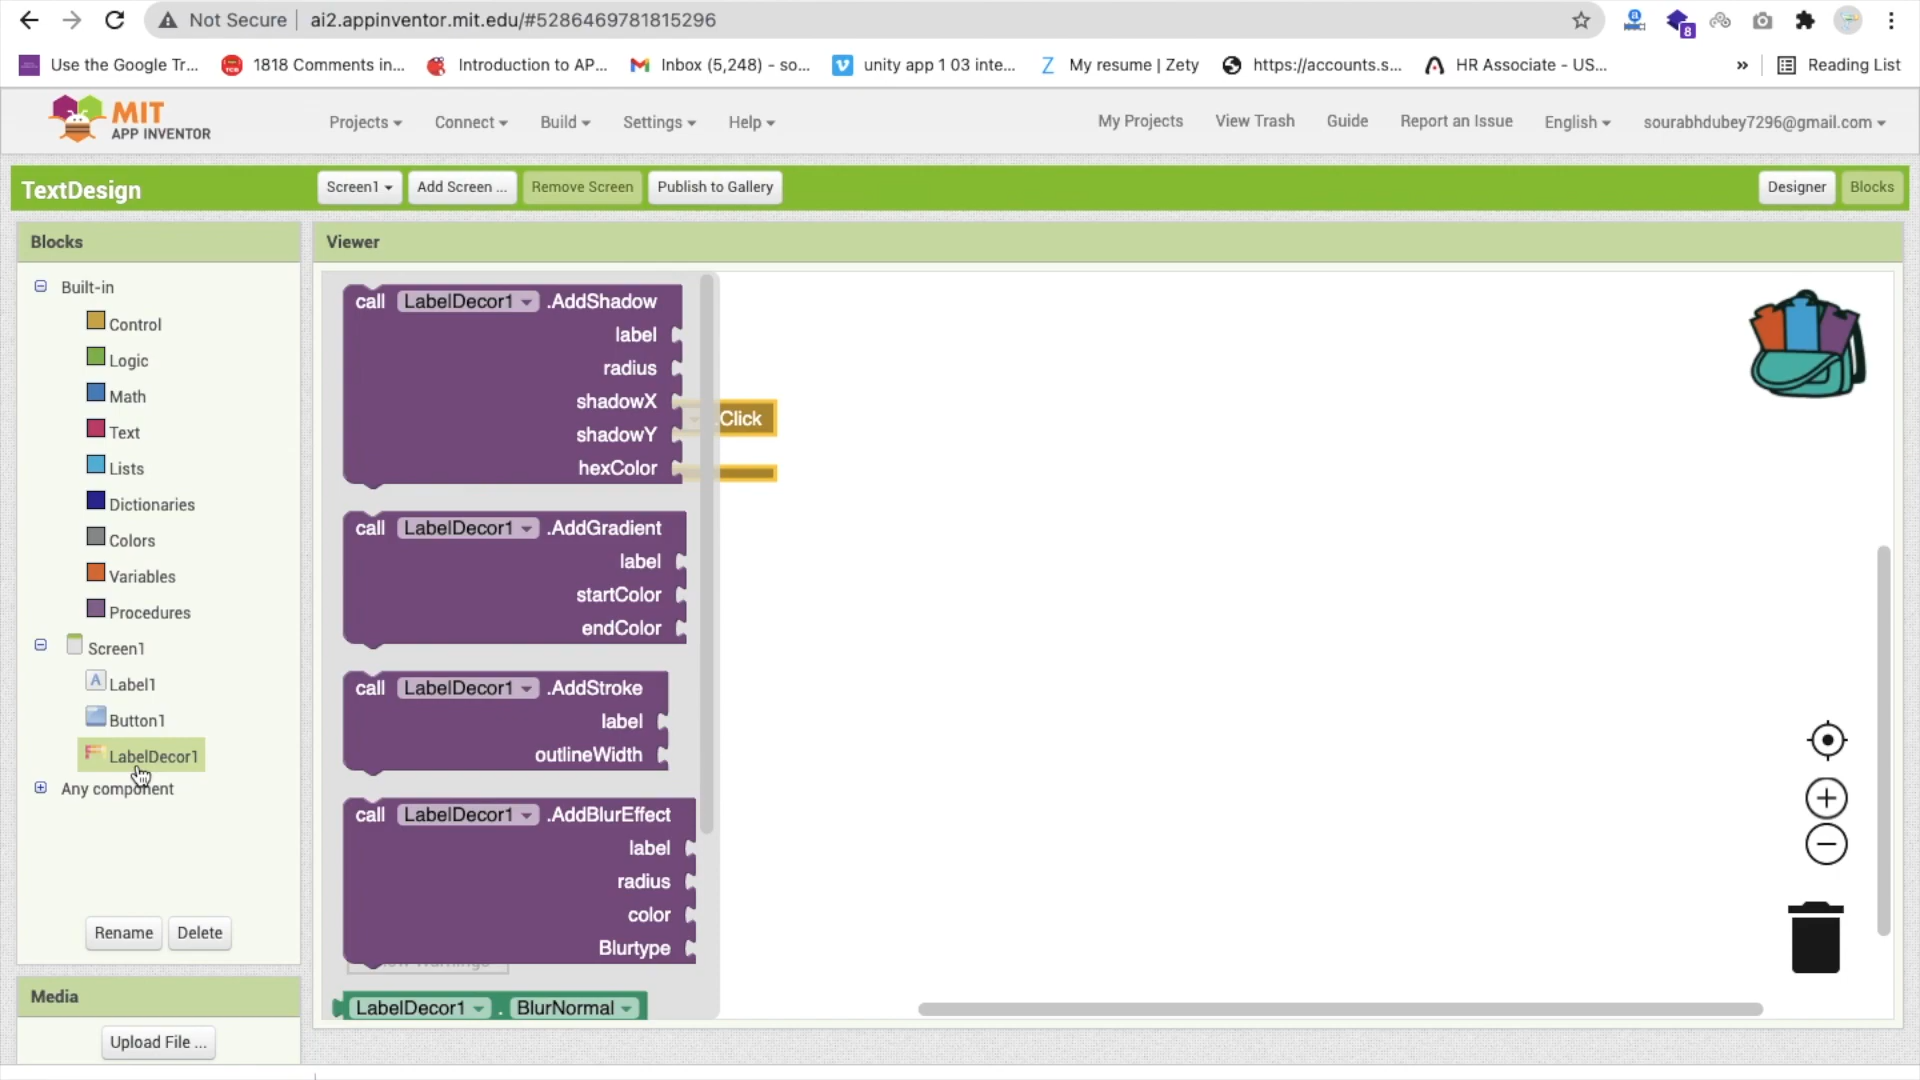 Not Secure | ai2.appinventor.mit.edu/#5286469781815296
8
Use the Google Tr... 1818 Comments in... Introduction to AP... Inbox (5,248) - so... unity app 1 03 inte... My resume | Zety https://accounts.s... HR Associate - US... » Reading List
MIT
APP INVENTOR
Projects Connect Build Settings Help My Projects View Trash Guide Report an Issue English sourabhdubey7296@gmail.com
TextDesign Screen1 Add Screen ... Remove Screen Publish to Gallery Designer Blocks
Blocks
Viewer
Built-in
Control
Logic
Math
Text
Lists
Dictionaries
Colors
Variables
Procedures
Screen1
Label1
Button1
LabelDecor1
Any component
Rename Delete
Media
Upload File ...
call LabelDecor1 .AddShadow
label
radius
shadowX
shadowY
hexColor
Click
call LabelDecor1 .AddGradient
label
startColor
endColor
call LabelDecor1 .AddStroke
label
outlineWidth
call LabelDecor1 .AddBlurEffect
label
radius
color
Blurtype
LabelDecor1 . BlurNormal